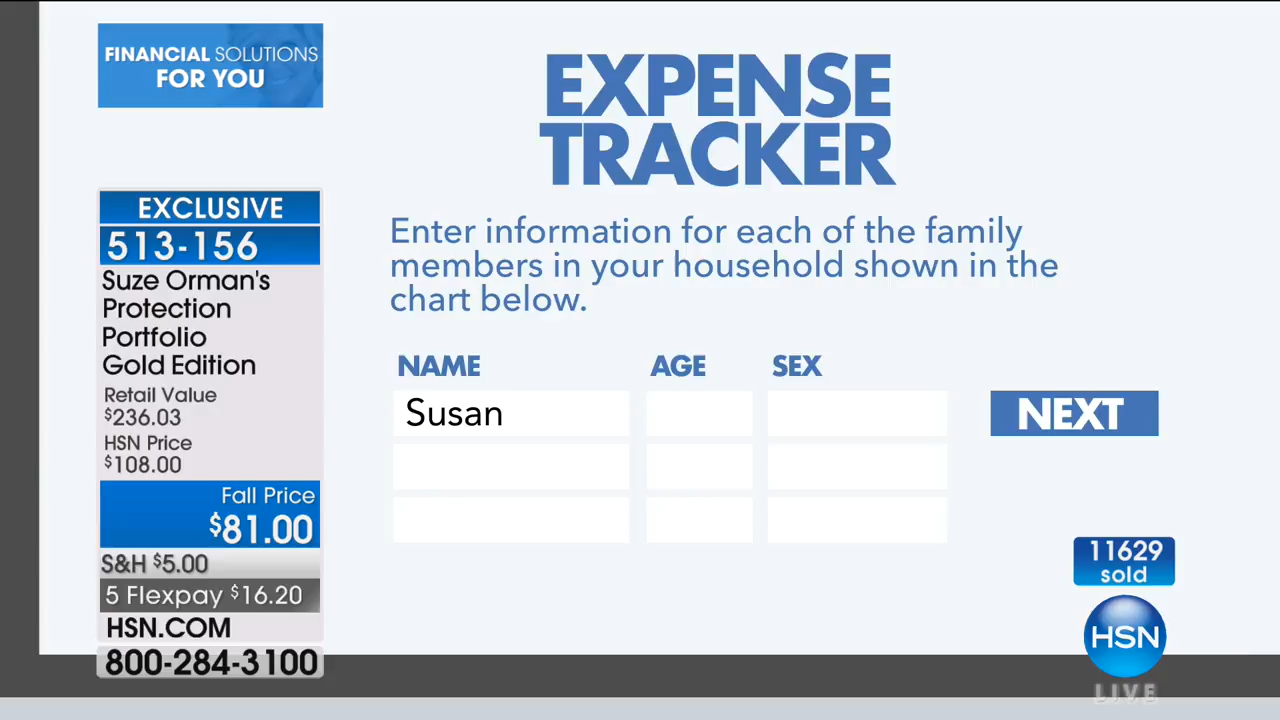 FINANCIAL SOLUTIONS
FOR YOU
EXPENSE
TRACKER
Enter information for each of the family
members in your household shown in the
chart below.
NAME AGE SEX
Susan
NEXT
EXCLUSIVE
513-156
Suze Orman's
Protection
Portfolio
Gold Edition
Retail Value
$236.03
HSN Price
$108.00
Fall Price
$81.00
S&H $5.00
5 Flexpay $16.20
HSN.COM
800-284-3100
11629
sold
HSN
LIVE